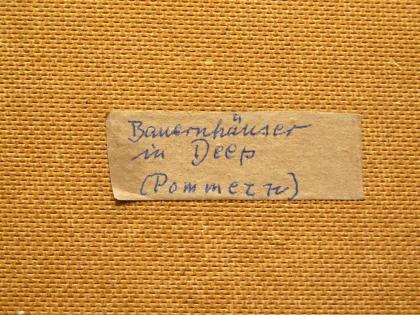 Bauernhäuser
in Deep
(Pommern)